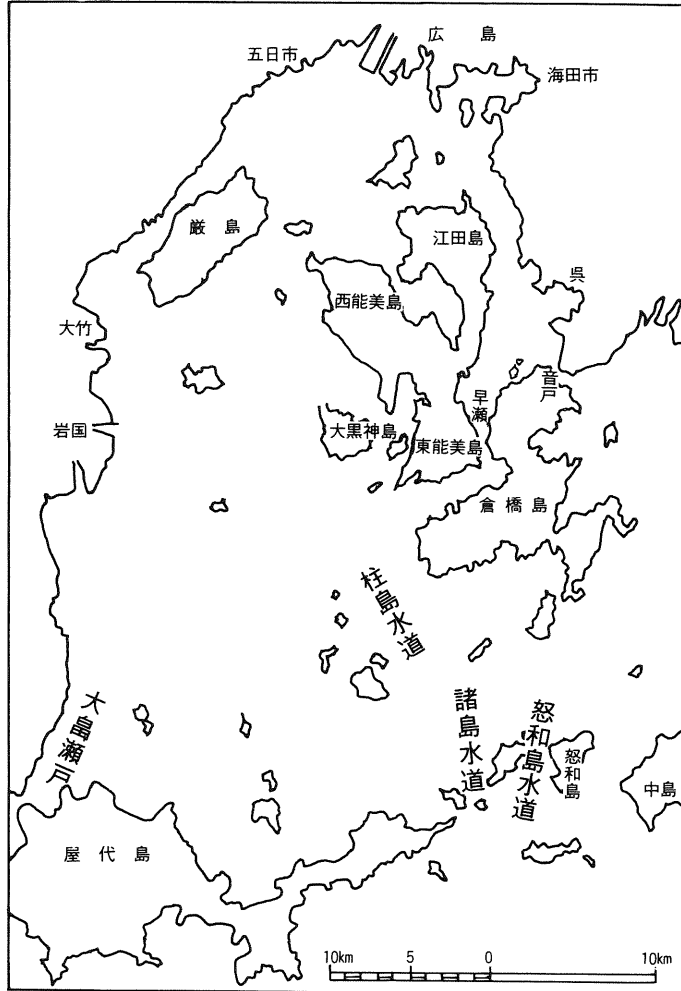 広島
五日市
海田市
厳島
江田島
呉
西能美島
大竹
音戸
早瀬
岩国
大黒神島
東能美島
倉橋島
柱島水道
大畠瀬戸
諸島水道
怒和島水道
怒和島
中島
屋代島
10km 5 0 10km